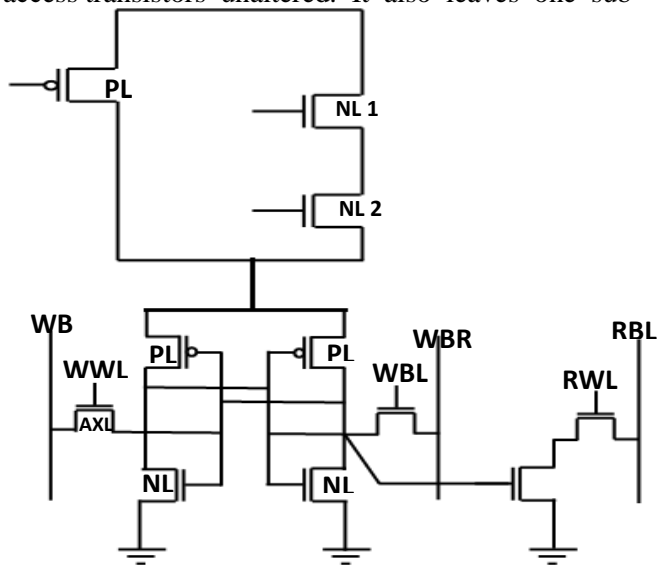 access transistors unaltered. It also leaves one sub
PL
NL 1
NL 2
WB
PL
PL
WBR
RBL
WWL
WBL
RWL
AXL
NL
NL